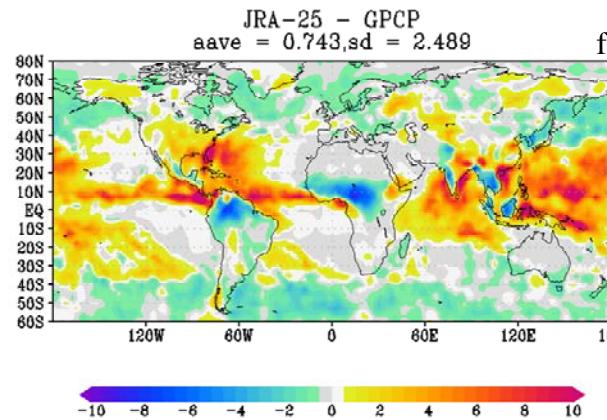 JRA-25 - GPCP
aave = 0.743,sd = 2.489
f
80N
70N
60N
50N
40N
30N
20N
10N
EQ
10S
20S
30S
40S
50S
60S
120W 60W 0 60E 120E 18
-10 -8 -6 -4 -2 0 2 4 6 8 10